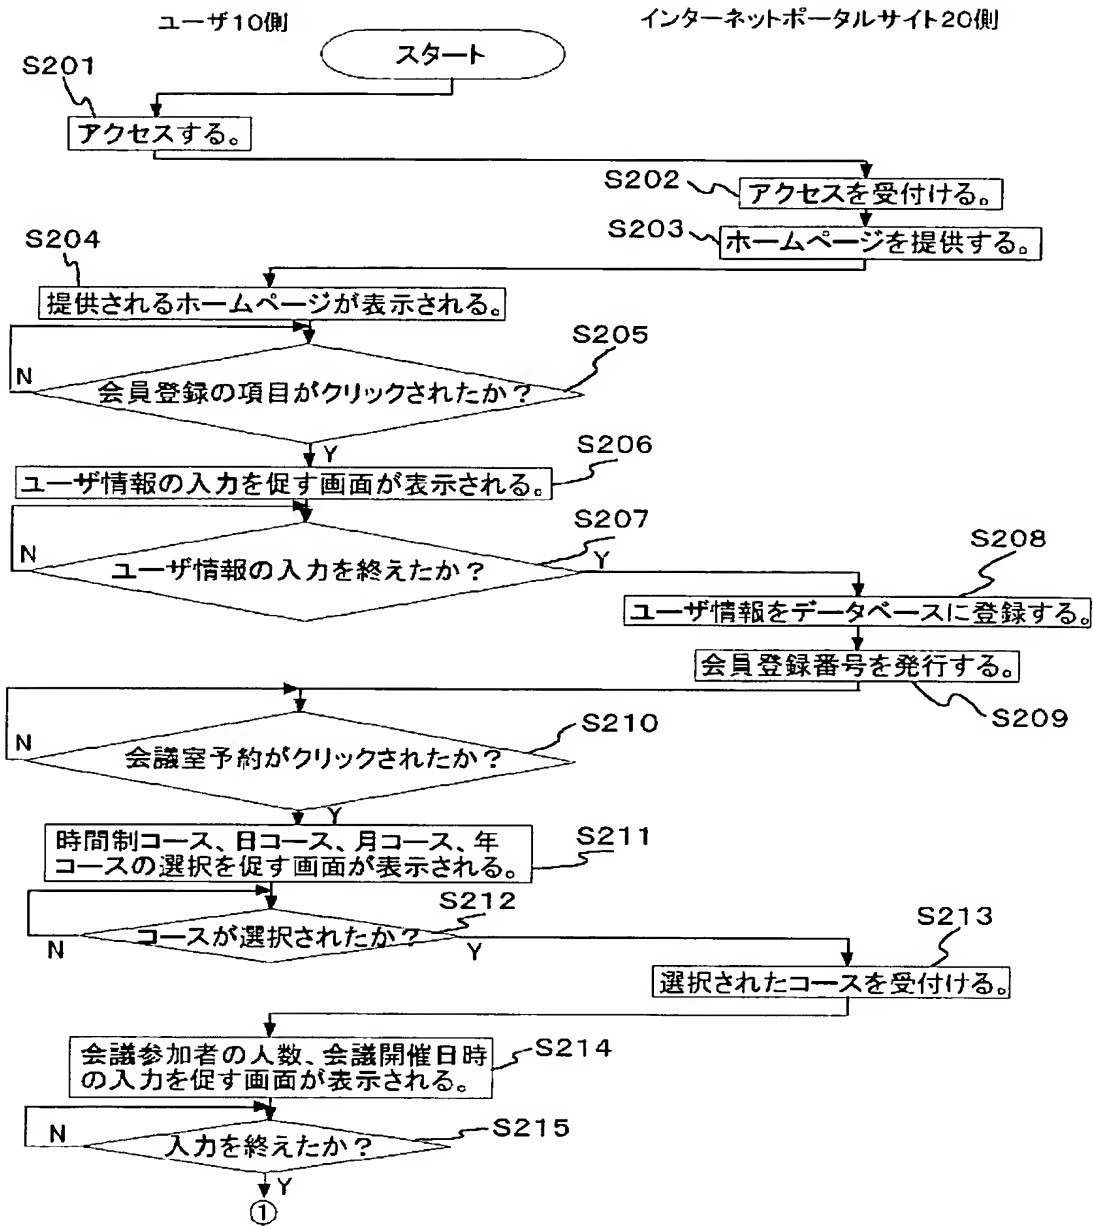 ユーザ10側
インターネットポータルサイト20側
スタート
S201
アクセスする。
S202
アクセスを受付ける。
S203
ホームページを提供する。
S204
提供されるホームページが表示される。
S205
N
会員登録の項目がクリックされたか?
Y
S206
ユーザ情報の入力を促す画面が表示される。
S207
N
ユーザ情報の入力を終えたか?
Y
S208
ユーザ情報をデータベースに登録する。
会員登録番号を発行する。
S209
S210
N
会議室予約がクリックされたか?
Y
S211
時間制コース、日コース、月コース、年
コースの選択を促す画面が表示される。
S212
N
コースが選択されたか?
Y
S213
選択されたコースを受付ける。
S214
会議参加者の人数、会議開催日時
の入力を促す画面が表示される。
S215
N
入力を終えたか?
Y
①